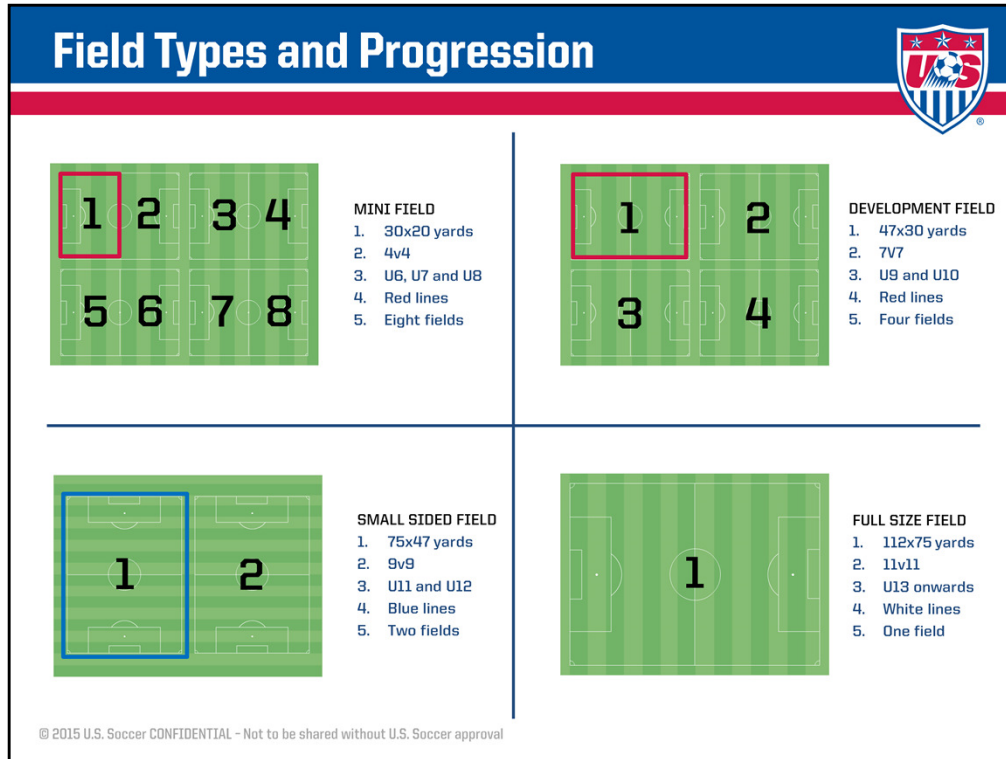 Field Types and Progression
US
®
1 2 3 4
5 6 7 8
MINI FIELD
1. 30x20 yards
2. 4v4
3. U6, U7 and U8
4. Red lines
5. Eight fields
1 2
3 4
DEVELOPMENT FIELD
1. 47x30 yards
2. 7V7
3. U9 and U10
4. Red lines
5. Four fields
1 2
SMALL SIDED FIELD
1. 75x47 yards
2. 9v9
3. U11 and U12
4. Blue lines
5. Two fields
1
FULL SIZE FIELD
1. 112x75 yards
2. 11v11
3. U13 onwards
4. White lines
5. One field
© 2015 U.S. Soccer CONFIDENTIAL - Not to be shared without U.S. Soccer approval